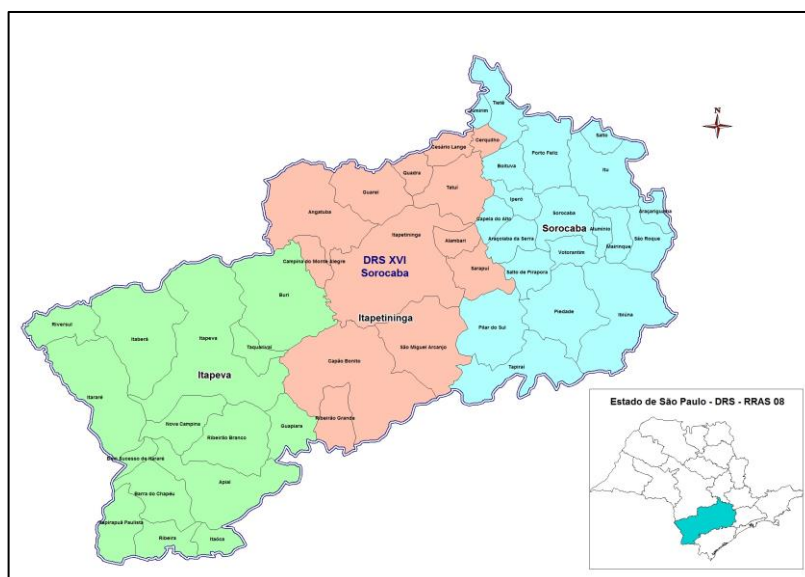 N
Tietê
Jumirim
Cerquilho
Cesário Lange
Porto Feliz
Salto
Boituva
Itu
Quadra
Guareí
Tatuí
Angatuba
Iperó
Araçariguama
Capela do Alto
Sorocaba
Sorocaba
Alumínio
São Roque
Itapetininga
Alambari
Araçoiaba da Serra
Mairinque
Votorantim
DRS XVI
Sorocaba
Campina do Monte Alegre
Sarapuí
Salto de Pirapora
Buri
Piedade
Ibiúna
Itapetininga
Pilar do Sul
Riversul
Itaberá
Itapeva
Taquarivaí
São Miguel Arcanjo
Capão Bonito
Tapiraí
Itapeva
Itararé
Ribeirão Grande
Nova Campina
Guapiara
Ribeirão Branco
Bom Sucesso de Itararé
Apiaí
Barra do Chapéu
Itapirapuã Paulista
Ribeira
Itaóca
Estado de São Paulo - DRS - RRAS 08